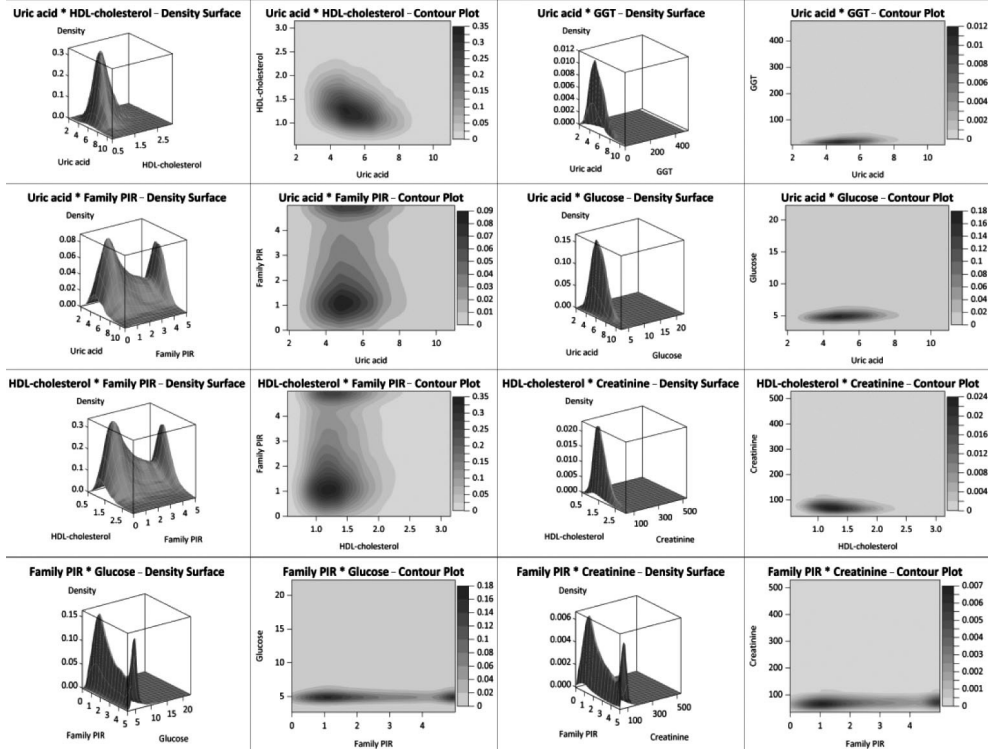 Uric acid * HDL-cholesterol – Density Surface
Density
0.3
0.2
0.1
0.0
2
4
6
8
10
0.5
1.5
2.5
Uric acid
HDL-cholesterol
Uric acid * HDL-cholesterol – Contour Plot
HDL-cholesterol
3.0
2.5
2.0
1.5
1.0
2 4 6 8 10
Uric acid
0.35
0.3
0.25
0.2
0.15
0.1
0.05
0
Uric acid * GGT – Density Surface
Density
0.012
0.010
0.008
0.006
0.004
0.002
0.000
2
4
6
8
10
0
200
400
Uric acid
GGT
Uric acid * GGT – Contour Plot
GGT
400
300
200
100
2 4 6 8 10
Uric acid
0.012
0.01
0.008
0.006
0.004
0.002
0
Uric acid * Family PIR – Density Surface
Density
0.08
0.06
0.04
0.02
0.00
2
4
6
8
10
0 1 2 3 4 5
Uric acid
Family PIR
Uric acid * Family PIR – Contour Plot
Family PIR
4
3
2
1
0
2 4 6 8 10
Uric acid
0.09
0.08
0.07
0.06
0.05
0.04
0.03
0.02
0.01
0
Uric acid * Glucose – Density Surface
Density
0.15
0.10
0.05
0.00
2
4
6
8
10
5 10 15 20
Uric acid
Glucose
Uric acid * Glucose – Contour Plot
Glucose
20
15
10
5
2 4 6 8 10
Uric acid
0.18
0.16
0.14
0.12
0.1
0.08
0.06
0.04
0.02
0
HDL-cholesterol * Family PIR – Density Surface
Density
0.3
0.2
0.1
0.0
0.5
1.5
2.5
0 1 2 3 4 5
HDL-cholesterol
Family PIR
HDL-cholesterol * Family PIR – Contour Plot
Family PIR
4
3
2
1
0
1.0 1.5 2.0 2.5 3.0
HDL-cholesterol
0.35
0.3
0.25
0.2
0.15
0.1
0.05
0
HDL-cholesterol * Creatinine – Density Surface
Density
0.020
0.015
0.010
0.005
0.000
0.5
1.5
2.5
100 300 500
HDL-cholesterol
Creatinine
HDL-cholesterol * Creatinine – Contour Plot
Creatinine
500
400
300
200
100
1.0 1.5 2.0 2.5 3.0
HDL-cholesterol
0.024
0.02
0.016
0.012
0.008
0.004
0
Family PIR * Glucose – Density Surface
Density
0.15
0.10
0.05
0.00
0
1
2
3
4
5
5 10 15 20
Family PIR
Glucose
Family PIR * Glucose – Contour Plot
Glucose
20
15
10
5
0
0 1 2 3 4
Family PIR
0.18
0.16
0.14
0.12
0.1
0.08
0.06
0.04
0.02
0
Family PIR * Creatinine – Density Surface
Density
0.006
0.004
0.002
0.000
0
1
2
3
4
5
100 300 500
Family PIR
Creatinine
Family PIR * Creatinine – Contour Plot
Creatinine
500
400
300
200
100
0 1 2 3 4
Family PIR
0.007
0.006
0.005
0.004
0.003
0.002
0.001
0